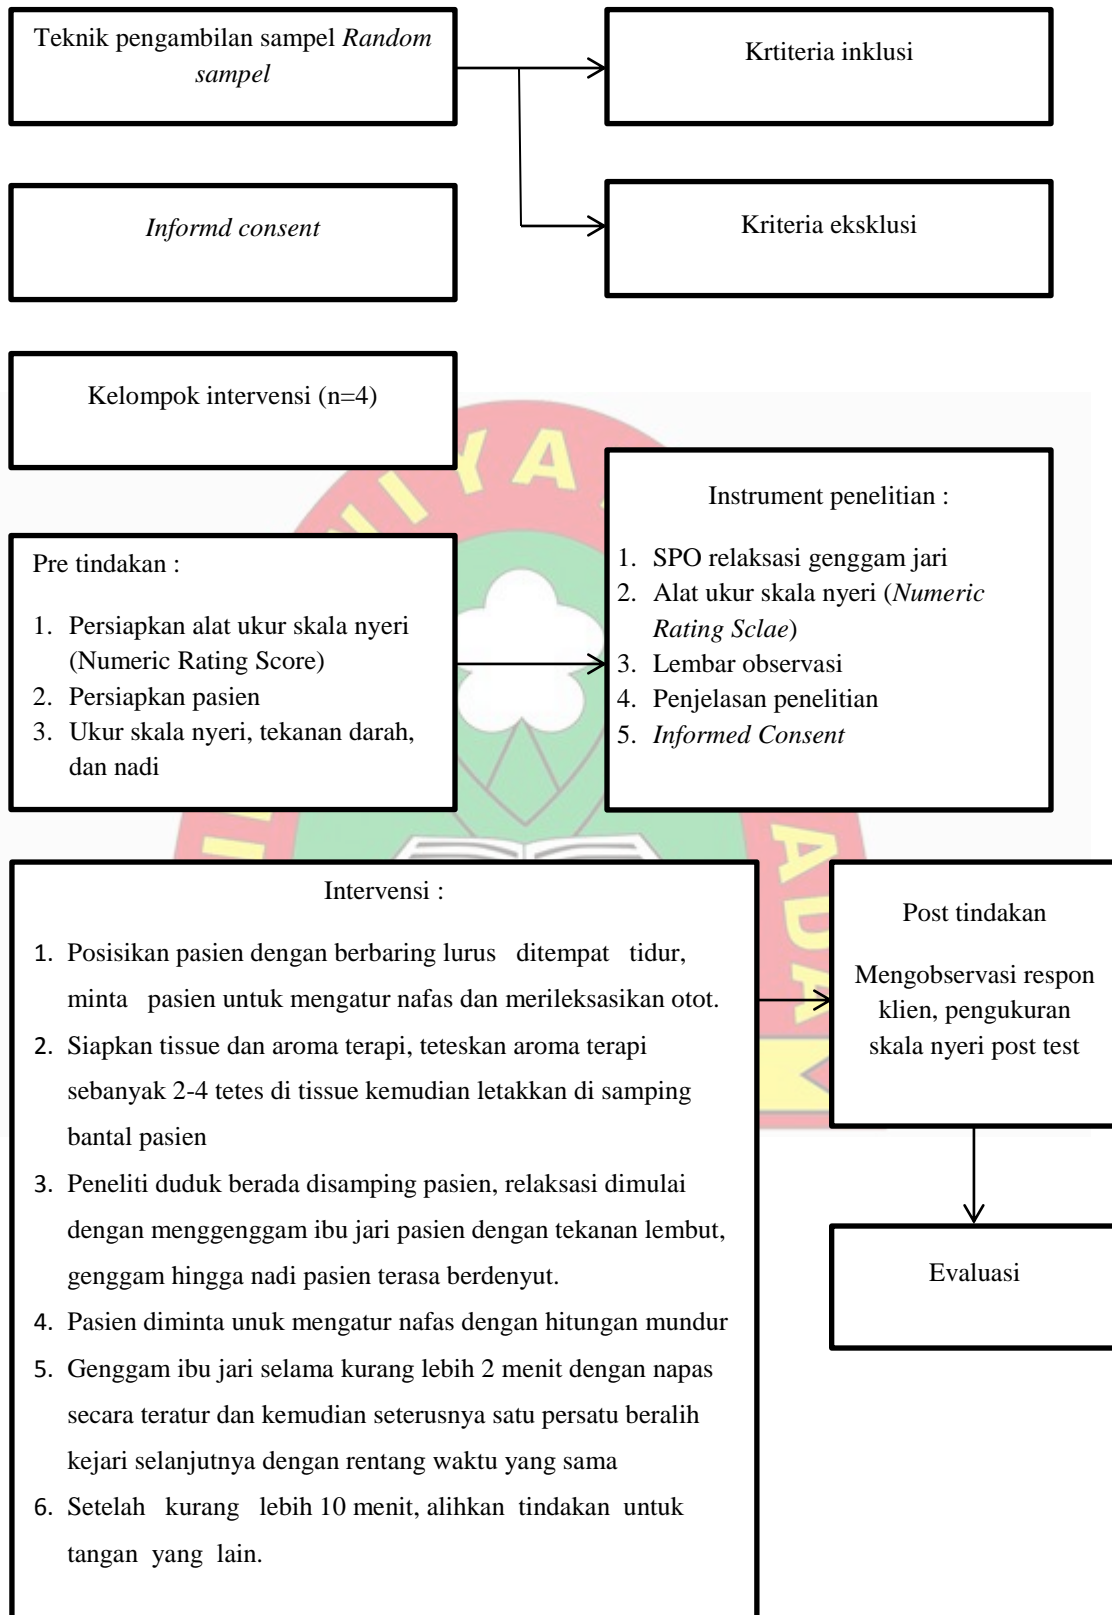 Teknik pengambilan sampel Random
sampel
Krtiteria inklusi
Informd consent
Kriteria eksklusi
Kelompok intervensi (n=4)
Pre tindakan :
1. Persiapkan alat ukur skala nyeri
(Numeric Rating Score)
2. Persiapkan pasien
3. Ukur skala nyeri, tekanan darah,
dan nadi
Instrument penelitian :
1. SPO relaksasi genggam jari
2. Alat ukur skala nyeri (Numeric
Rating Sclae)
3. Lembar observasi
4. Penjelasan penelitian
5. Informed Consent
Intervensi :
1. Posisikan pasien dengan berbaring lurus ditempat tidur,
minta pasien untuk mengatur nafas dan merileksasikan otot.
2. Siapkan tissue dan aroma terapi, teteskan aroma terapi
sebanyak 2-4 tetes di tissue kemudian letakkan di samping
bantal pasien
3. Peneliti duduk berada disamping pasien, relaksasi dimulai
dengan menggenggam ibu jari pasien dengan tekanan lembut,
genggam hingga nadi pasien terasa berdenyut.
4. Pasien diminta unuk mengatur nafas dengan hitungan mundur
5. Genggam ibu jari selama kurang lebih 2 menit dengan napas
secara teratur dan kemudian seterusnya satu persatu beralih
kejari selanjutnya dengan rentang waktu yang sama
6. Setelah kurang lebih 10 menit, alihkan tindakan untuk
tangan yang lain.
Post tindakan
Mengobservasi respon
klien, pengukuran
skala nyeri post test
Evaluasi